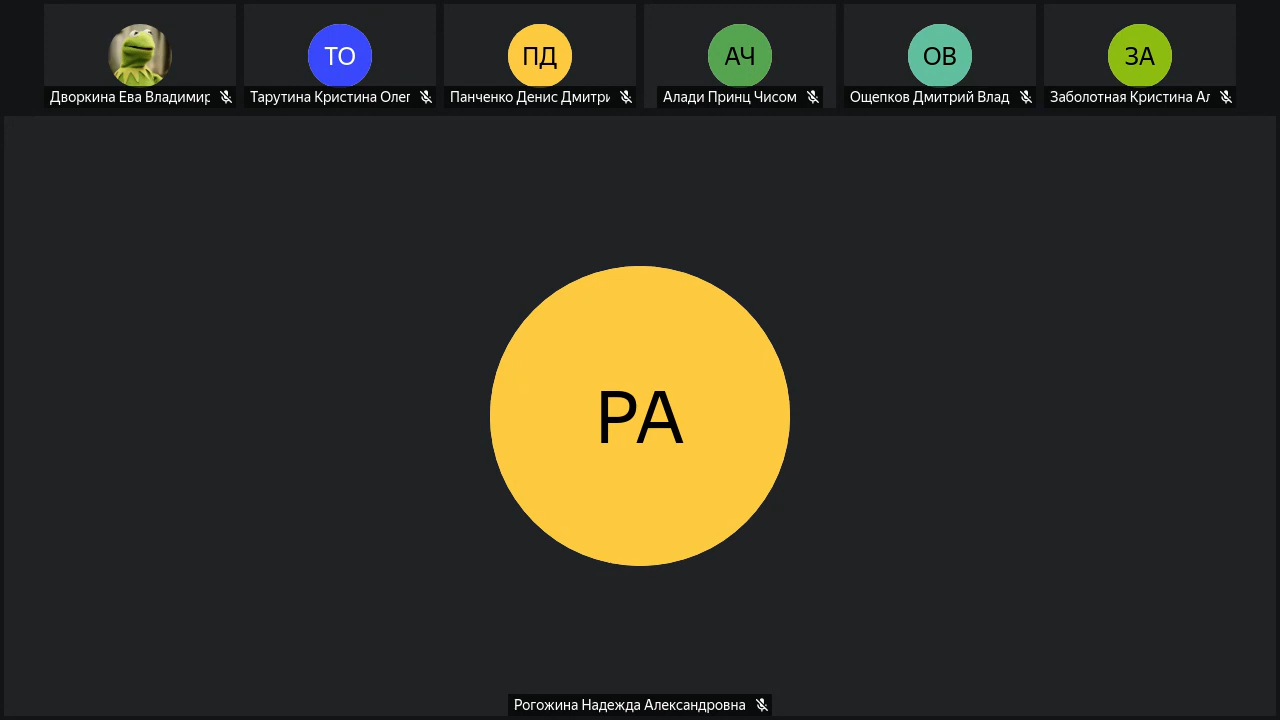 ТО
ПД
АЧ
ОВ
ЗА
Дворкина Ева Владимир
Тарутина Кристина Олег
Панченко Денис Дмитри
Алади Принц Чисом
Ощепков Дмитрий Влад
Заболотная Кристина Ал
РА
Рогожина Надежда Александровна